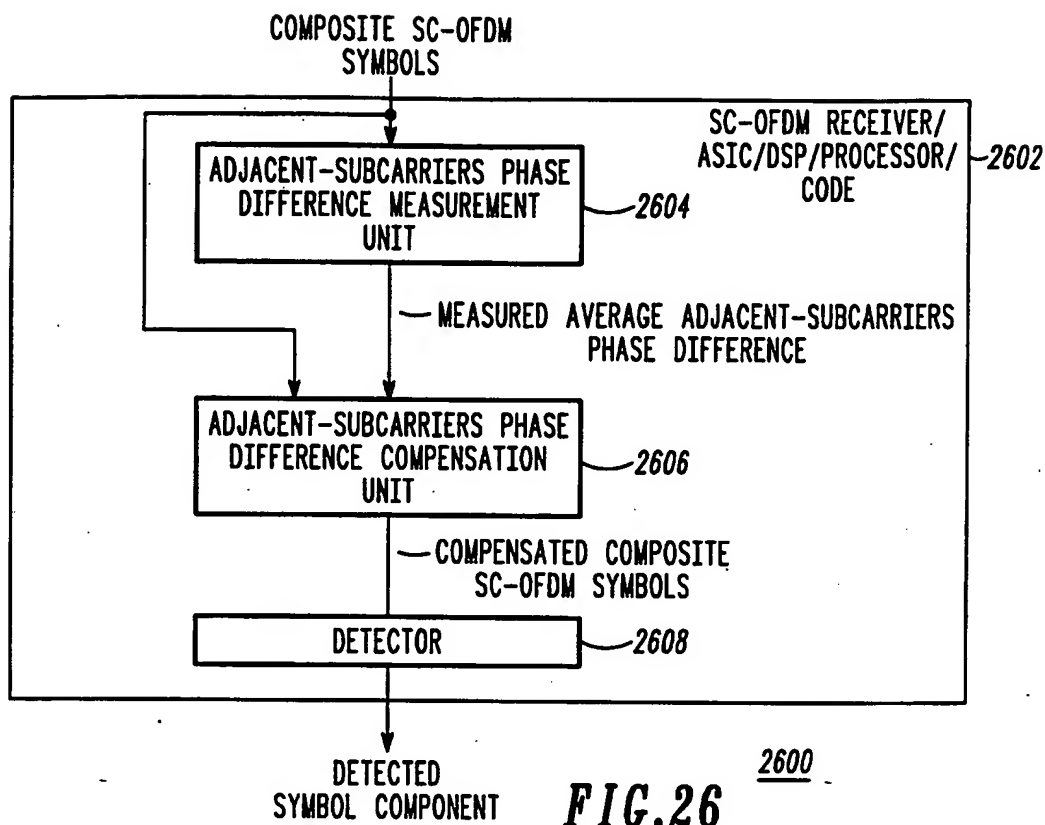 COMPOSITE SC-OFDM
SYMBOLS
SC-OFDM RECEIVER/
ASIC/DSP/PROCESSOR/
CODE
2602
ADJACENT-SUBCARRIERS PHASE
DIFFERENCE MEASUREMENT
UNIT
2604
MEASURED AVERAGE ADJACENT-SUBCARRIERS
PHASE DIFFERENCE
ADJACENT-SUBCARRIERS PHASE
DIFFERENCE COMPENSATION
UNIT
2606
COMPENSATED COMPOSITE
SC-OFDM SYMBOLS
DETECTOR
2608
DETECTED
SYMBOL COMPONENT
2600
FIG.26